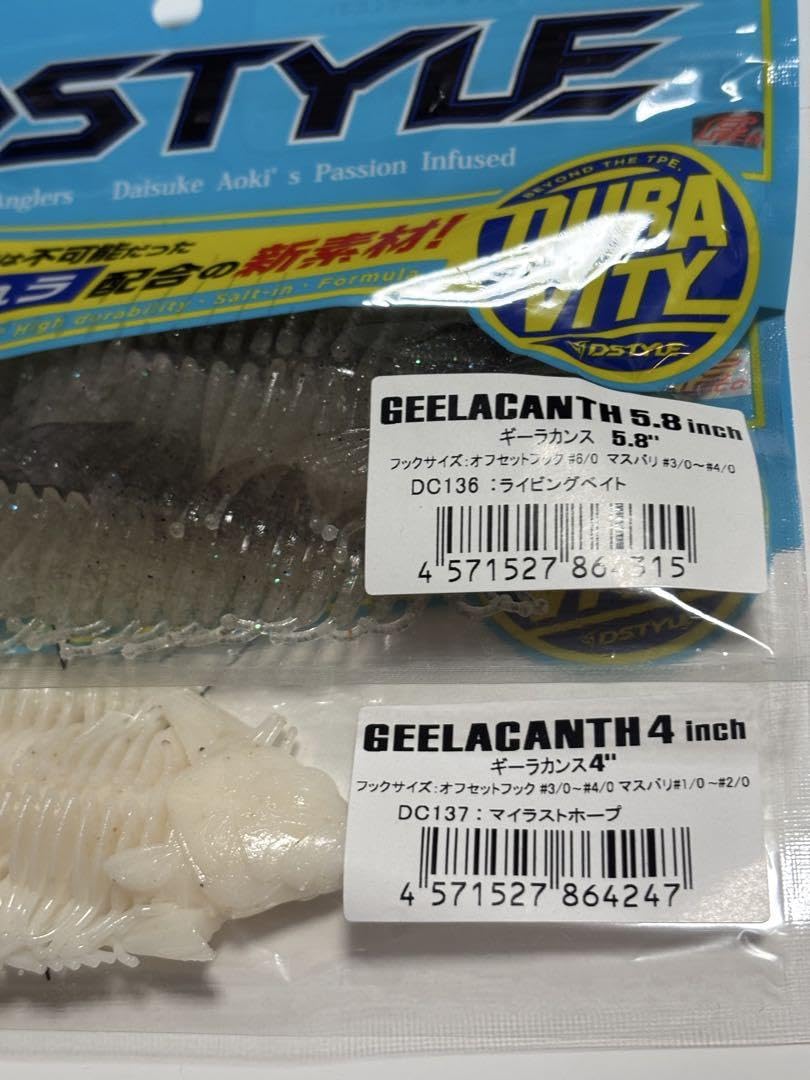 DSTYLE
Anglers Daisuke Aoki's Passion Infused
は不可能だった
配合の新素材!
High durability・Salt-in・Formula
BEYOND THE TPE.
DURA
VITY
DSTYLE
GEELACANTH 5.8 inch
ギーラカンス 5.8"
フックサイズ:オフセットフック #6/0 マスバリ #3/0~#4/0
DC136 :ライビングベイト
4 571527 864315
DSTYLE
GEELACANTH 4 inch
ギーラカンス4"
フックサイズ:オフセットフック #3/0~#4/0 マスバリ#1/0~#2/0
DC137:マイラストホープ
4 571527 864247